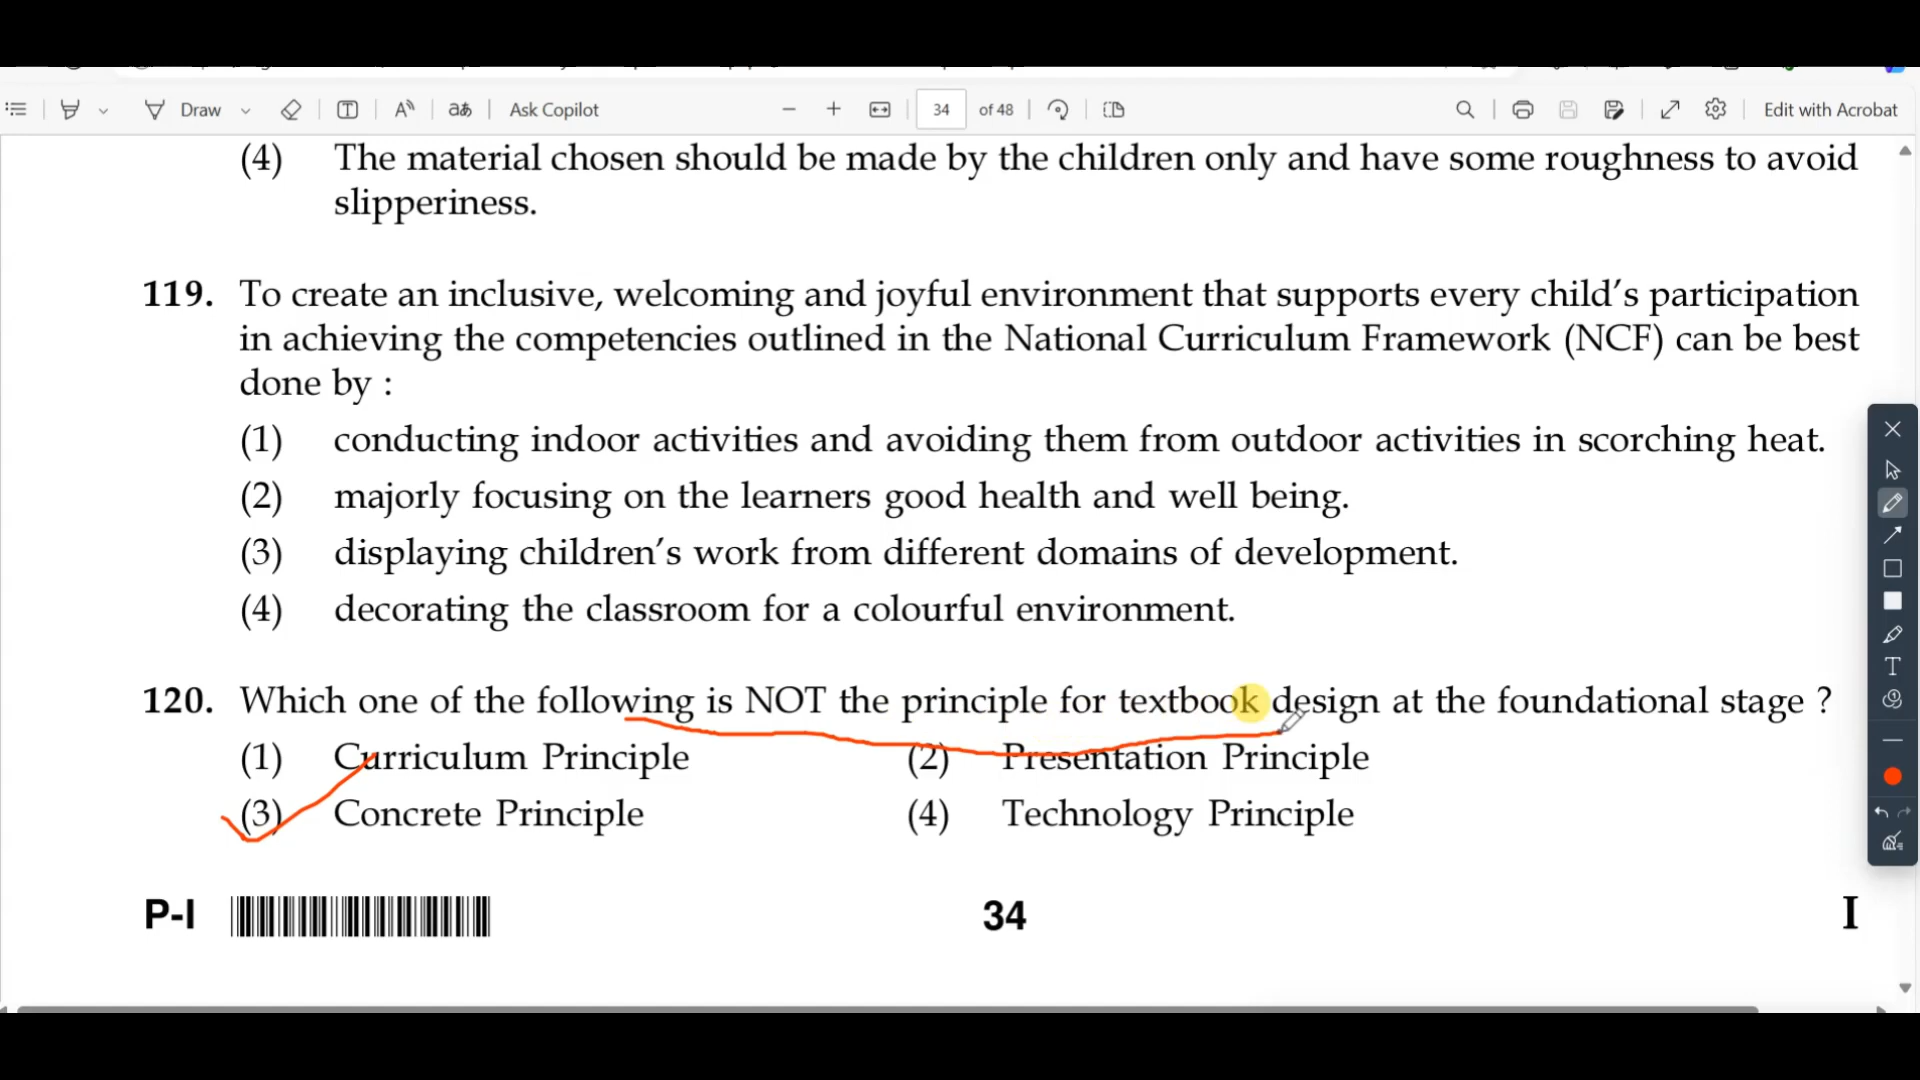 Draw
Ask Copilot
34 of 48
Edit with Acrobat
(4) The material chosen should be made by the children only and have some roughness to avoid
slipperiness.
119. To create an inclusive, welcoming and joyful environment that supports every child’s participation
in achieving the competencies outlined in the National Curriculum Framework (NCF) can be best
done by :
(1) conducting indoor activities and avoiding them from outdoor activities in scorching heat.
(2) majorly focusing on the learners good health and well being.
(3) displaying children’s work from different domains of development.
(4) decorating the classroom for a colourful environment.
120. Which one of the following is NOT the principle for textbook design at the foundational stage ?
(1) Curriculum Principle (2) Presentation Principle
(3) Concrete Principle (4) Technology Principle
P-I 34 I